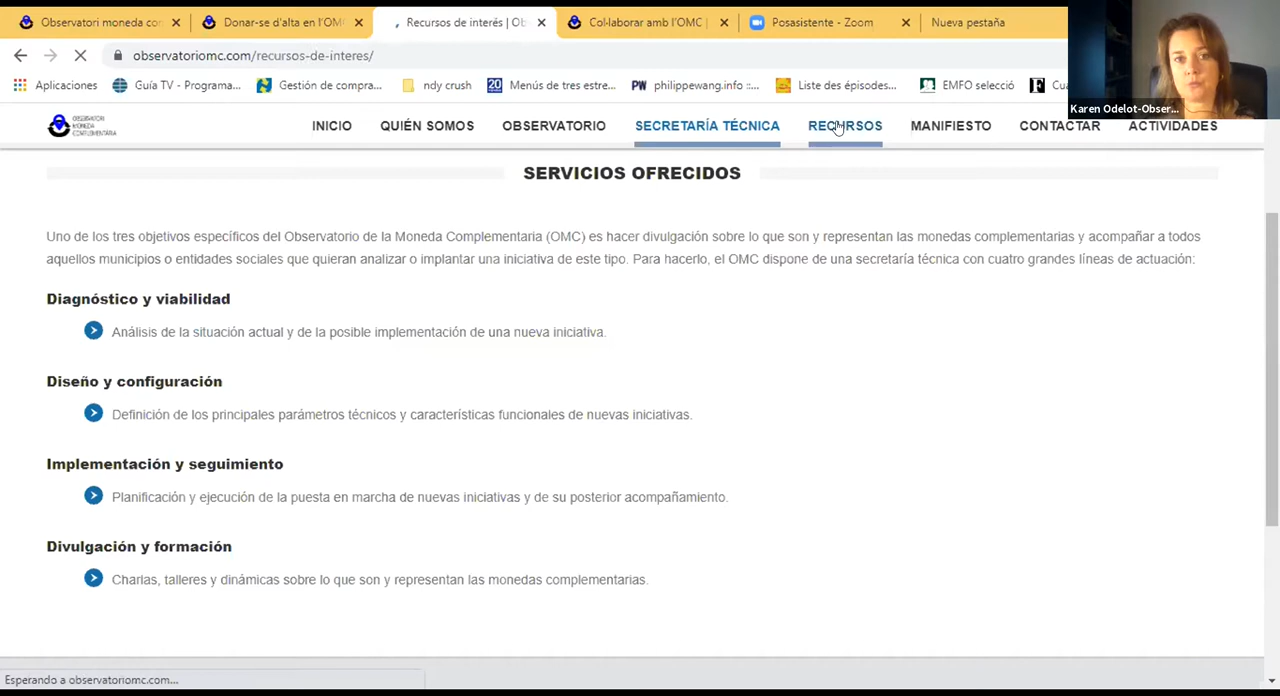 Observatori moneda con
Donar-se d'alta en l'OMC
Recursos de interés | Ob
Col·laborar amb l'OMC |
Posasistente - Zoom
Nueva pestaña
observatoriomc.com/recursos-de-interes/
Aplicaciones
Guía TV - Programa...
Gestión de compra...
ndy crush
20
Menús de tres estre...
PW
philippewang.info ::...
Liste des épisodes...
EMFO selecció
F
Cu
Karen Odelot-Obser...
OBSERVATORI
MONEDA
COMPLEMENTÀRIA
INICIO
QUIÉN SOMOS
OBSERVATORIO
SECRETARÍA TÉCNICA
RECURSOS
MANIFIESTO
CONTACTAR
ACTIVIDADES
SERVICIOS OFRECIDOS
Uno de los tres objetivos específicos del Observatorio de la Moneda Complementaria (OMC) es hacer divulgación sobre lo que son y representan las monedas complementarias y acompañar a todos
aquellos municipios o entidades sociales que quieran analizar o implantar una iniciativa de este tipo. Para hacerlo, el OMC dispone de una secretaría técnica con cuatro grandes líneas de actuación:
Diagnóstico y viabilidad
Análisis de la situación actual y de la posible implementación de una nueva iniciativa.
Diseño y configuración
Definición de los principales parámetros técnicos y características funcionales de nuevas iniciativas.
Implementación y seguimiento
Planificación y ejecución de la puesta en marcha de nuevas iniciativas y de su posterior acompañamiento.
Divulgación y formación
Charlas, talleres y dinámicas sobre lo que son y representan las monedas complementarias.
Esperando a observatoriomc.com...